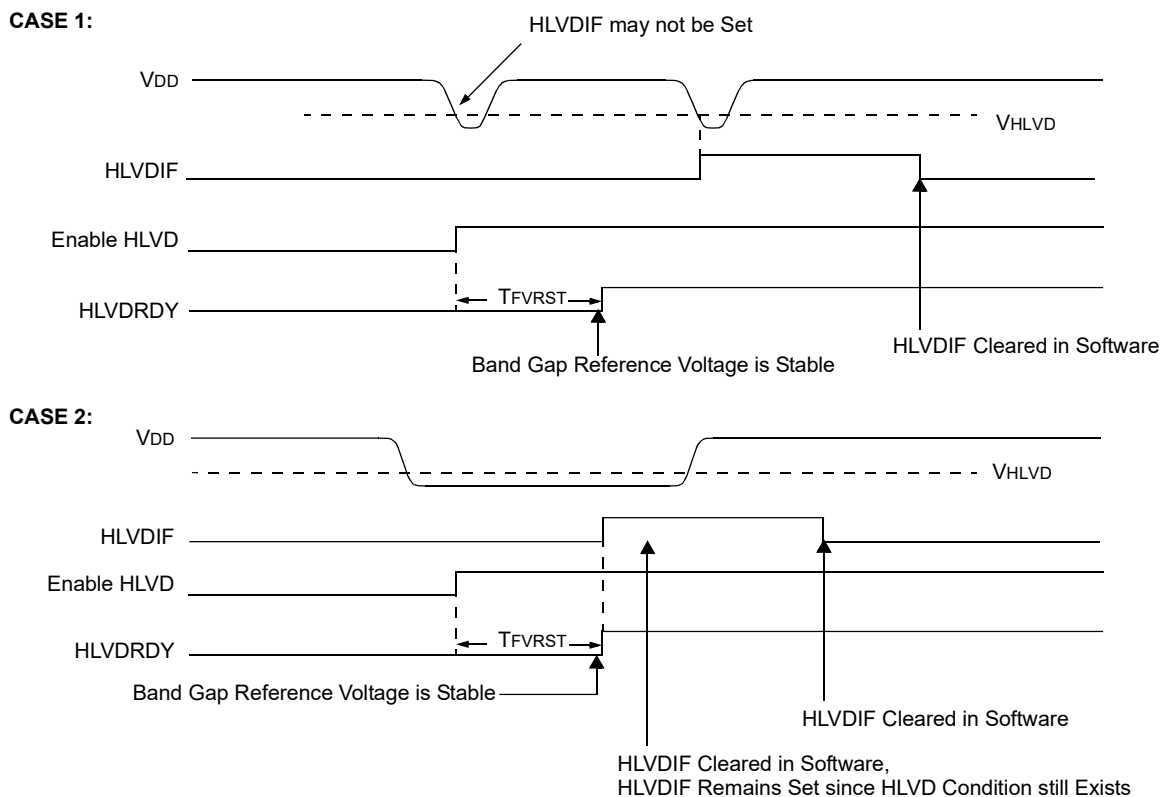 CASE 1:
HLVDIF may not be Set
VDD
VHLVD
HLVDIF
Enable HLVD
TFVRST
HLVDRDY
HLVDIF Cleared in Software
Band Gap Reference Voltage is Stable
CASE 2:
VDD
VHLVD
HLVDIF
Enable HLVD
TFVRST
HLVDRDY
Band Gap Reference Voltage is Stable
HLVDIF Cleared in Software
HLVDIF Cleared in Software,
HLVDIF Remains Set since HLVD Condition still Exists